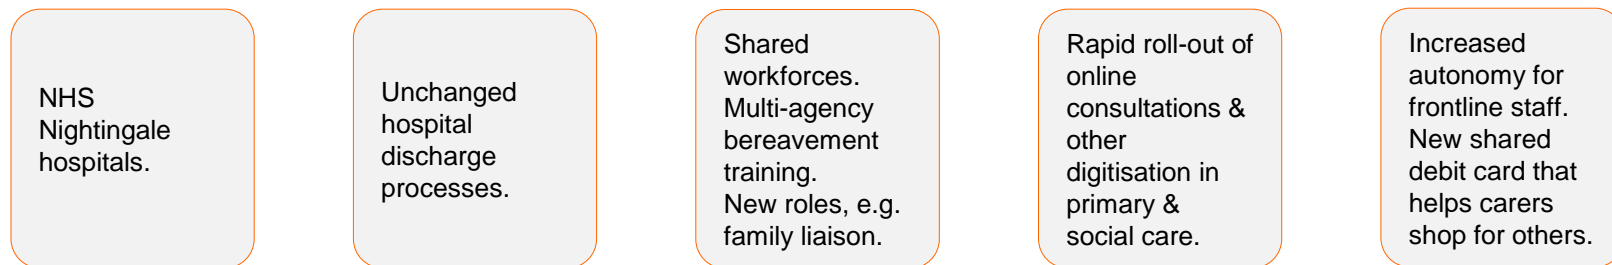 NHS
Nightingale
hospitals.
Unchanged
hospital
discharge
processes.
Shared
workforces.
Multi-agency
bereavement
training.
New roles, e.g.
family liaison.
Rapid roll-out of
online
consultations &
other
digitisation in
primary &
social care.
Increased
autonomy for
frontline staff.
New shared
debit card that
helps carers
shop for others.